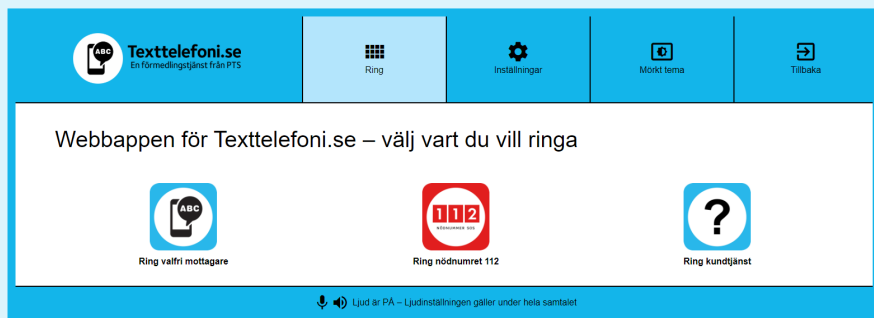 ABC
Texttelefoni.se
En förmedlingstjänst från PTS
Ring
Inställningar
Mörkt tema
Tillbaka
Webbappen för Texttelefoni.se – välj vart du vill ringa
ABC
112
NÖDNUMMER SOS
?
Ring valfri mottagare
Ring nödnumret 112
Ring kundtjänst
Ljud är PÅ – Ljudinställningen gäller under hela samtalet